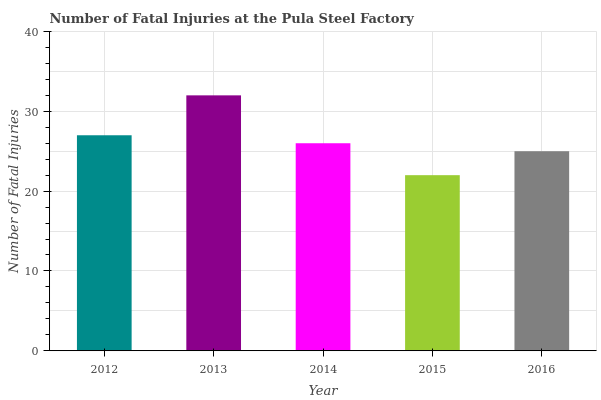 Number of Fatal Injuries at the Pula Steel Factory
40
30
20
10
0
Number of Fatal Injuries
2012 2013 2014 2015 2016
Year